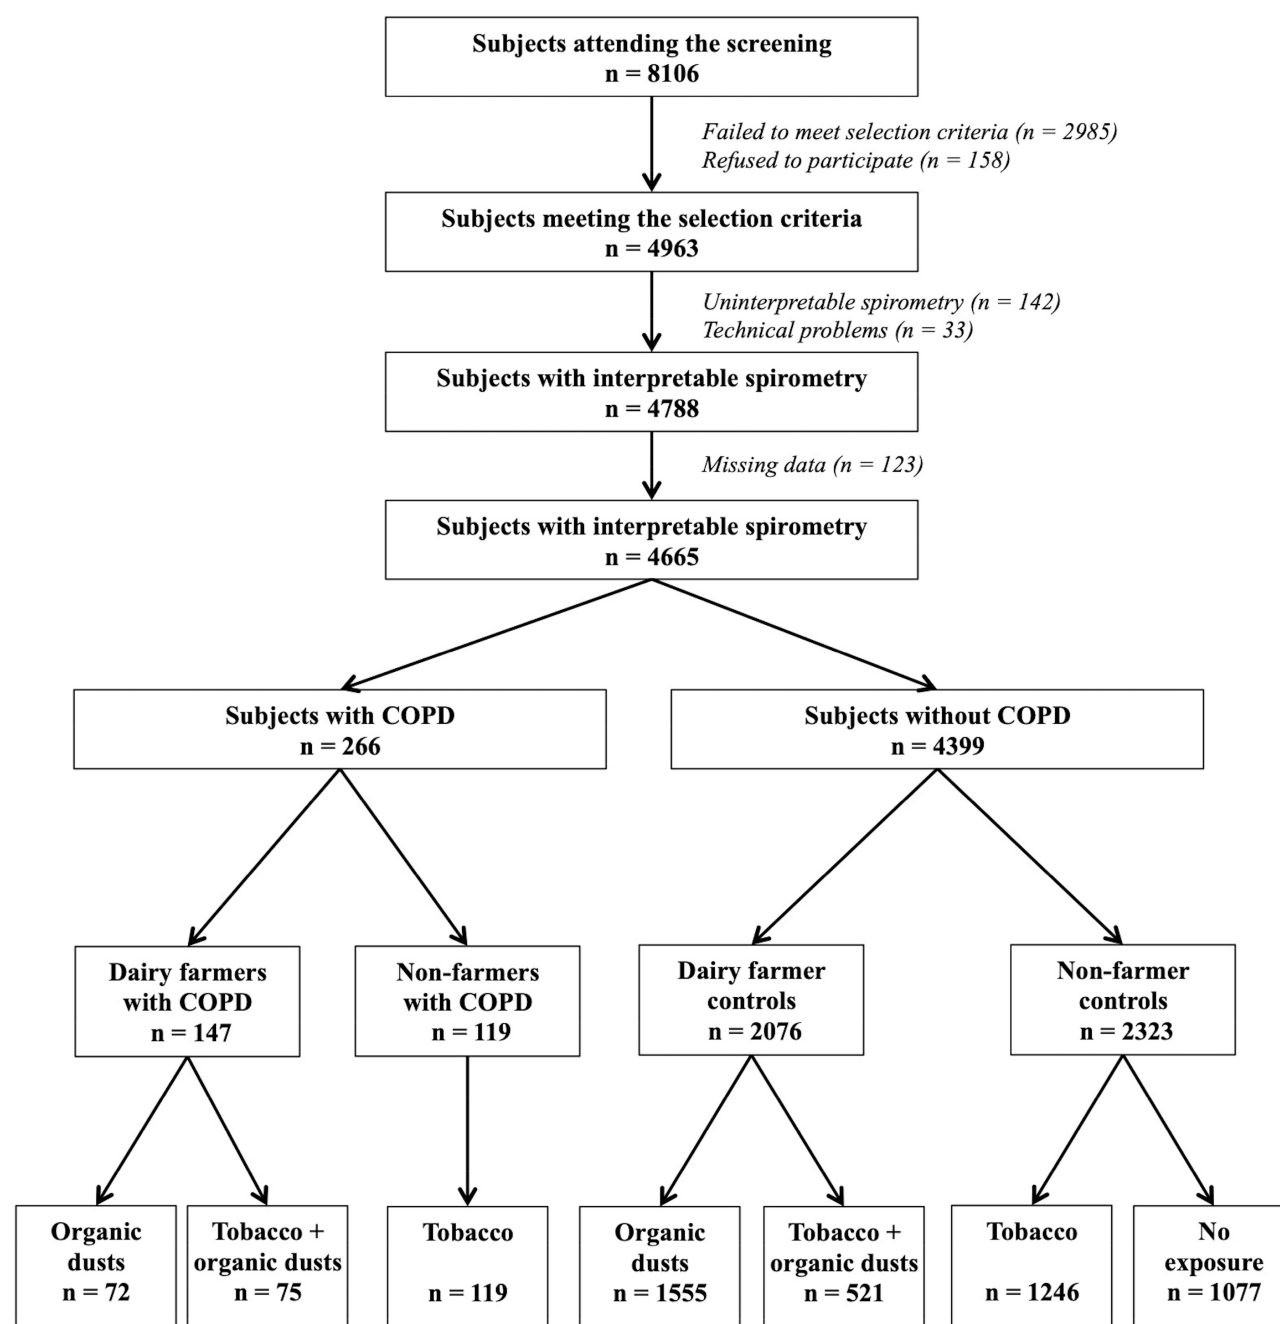 Subjects attending the screening
n = 8106
Failed to meet selection criteria (n = 2985)
Refused to participate (n = 158)
Subjects meeting the selection criteria
n = 4963
Uninterpretable spirometry (n = 142)
Technical problems (n = 33)
Subjects with interpretable spirometry
n = 4788
Missing data (n = 123)
Subjects with interpretable spirometry
n = 4665
Subjects with COPD
n = 266
Subjects without COPD
n = 4399
Dairy farmers
with COPD
n = 147
Non-farmers
with COPD
n = 119
Dairy farmer
controls
n = 2076
Non-farmer
controls
n = 2323
Organic
dusts
n = 72
Tobacco +
organic dusts
n = 75
Tobacco
n = 119
Organic
dusts
n = 1555
Tobacco +
organic dusts
n = 521
Tobacco
n = 1246
No
exposure
n = 1077